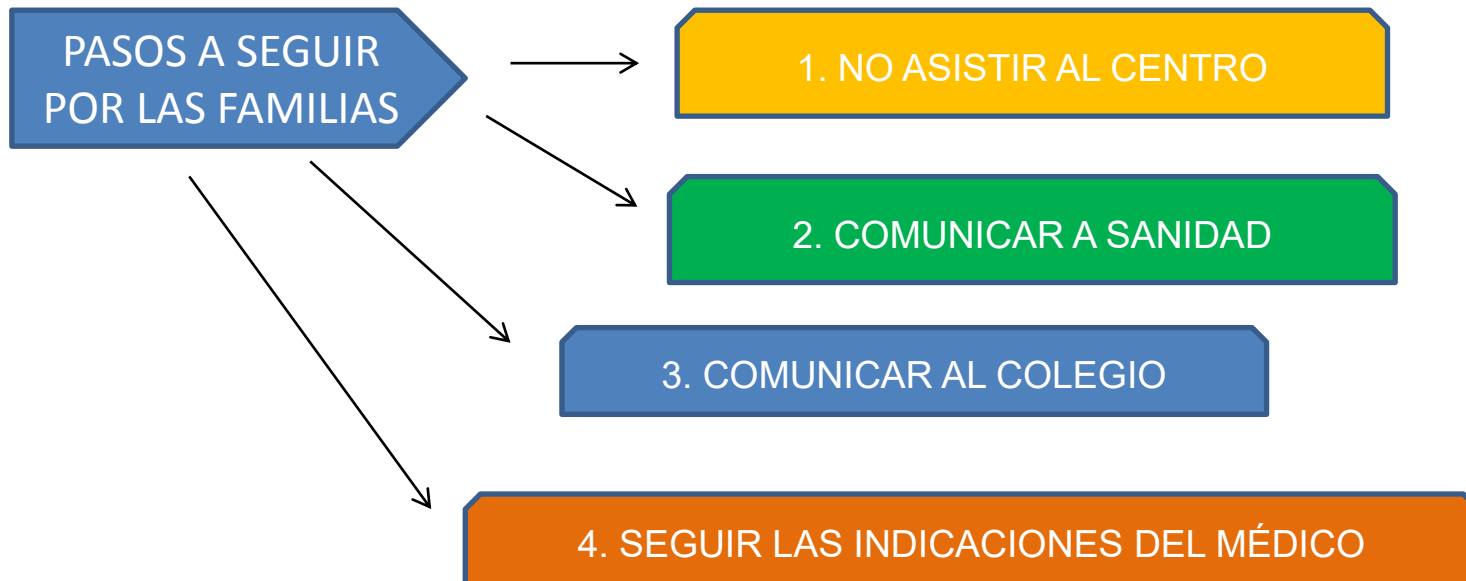 PASOS A SEGUIR
POR LAS FAMILIAS
1. NO ASISTIR AL CENTRO
2. COMUNICAR A SANIDAD
3. COMUNICAR AL COLEGIO
4. SEGUIR LAS INDICACIONES DEL MÉDICO